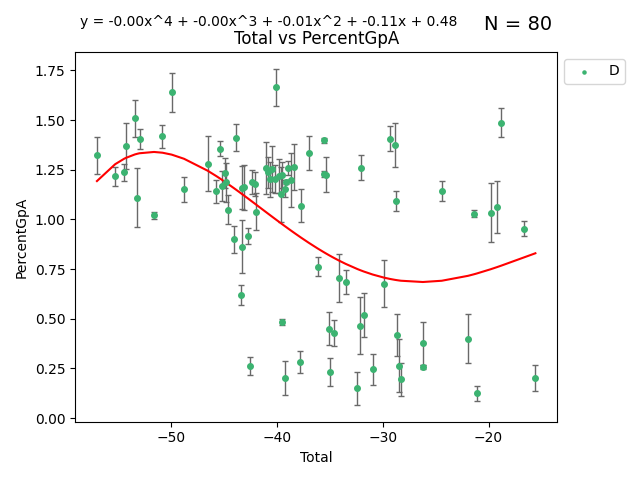 y = -0.00x^4 + -0.00x^3 + -0.01x^2 + -0.11x + 0.48
N = 80
Total vs PercentGpA
D
1.75
1.50
1.25
1.00
0.75
0.50
0.25
0.00
PercentGpA
−50
−40
−30
−20
Total